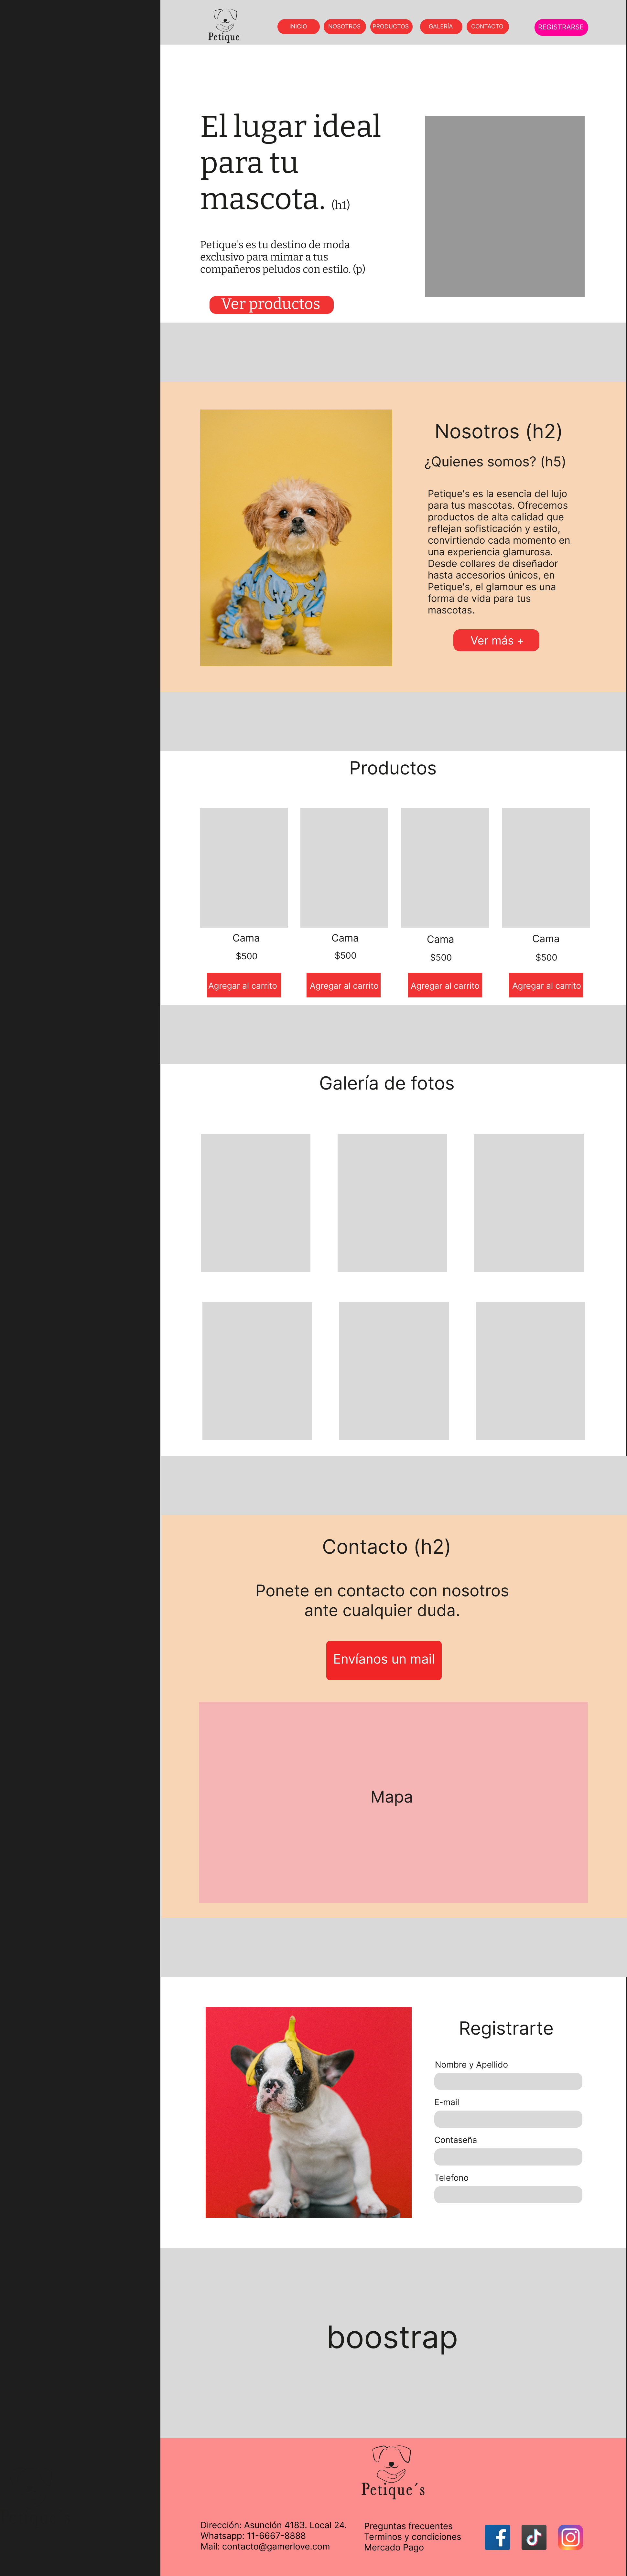 Petique
INICIO
NOSOTROS
PRODUCTOS
GALERÍA
CONTACTO
REGISTRARSE
El lugar ideal
para tu
mascota. (h1)
Petique's es tu destino de moda
exclusivo para mimar a tus
compañeros peludos con estilo. (p)
Ver productos
Nosotros (h2)
¿Quienes somos? (h5)
Petique's es la esencia del lujo
para tus mascotas. Ofrecemos
productos de alta calidad que
reflejan sofisticación y estilo,
convirtiendo cada momento en
una experiencia glamurosa.
Desde collares de diseñador
hasta accesorios únicos, en
Petique's, el glamour es una
forma de vida para tus
mascotas.
Ver más +
Productos
Cama
$500
Agregar al carrito
Cama
$500
Agregar al carrito
Cama
$500
Agregar al carrito
Cama
$500
Agregar al carrito
Galería de fotos
Contacto (h2)
Ponete en contacto con nosotros
ante cualquier duda.
Envíanos un mail
Mapa
Registrarte
Nombre y Apellido
E-mail
Contaseña
Telefono
boostrap
Petique´s
Dirección: Asunción 4183. Local 24.
Whatsapp: 11-6667-8888
Mail: contacto@gamerlove.com
Preguntas frecuentes
Terminos y condiciones
Mercado Pago